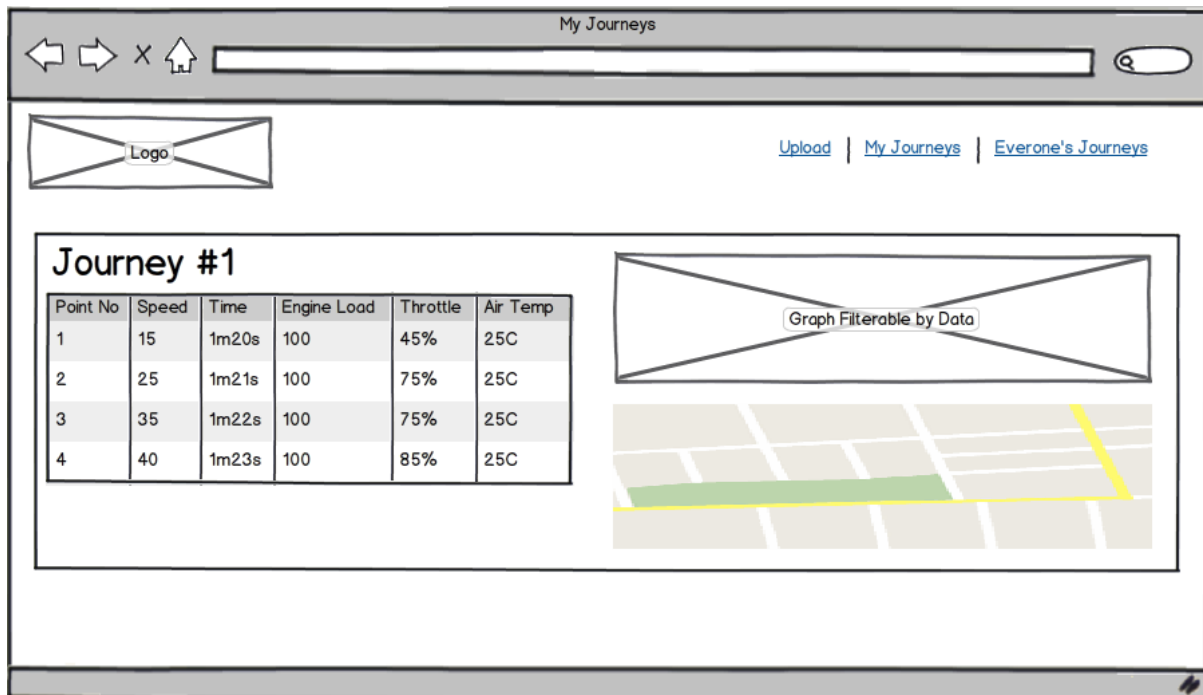 My Journeys
Logo
Upload | My Journeys | Everone's Journeys
Journey #1
Point No Speed Time Engine Load Throttle Air Temp
1 15 1m20s 100 45% 25C
2 25 1m21s 100 75% 25C
3 35 1m22s 100 75% 25C
4 40 1m23s 100 85% 25C
Graph Filterable by Data